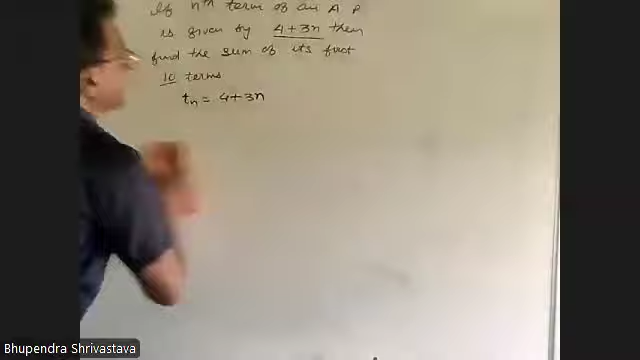 If nth term of an A P
is given by 4+3n then
find the sum of its first
10 terms
tn = 4+3n
Bhupendra Shrivastava